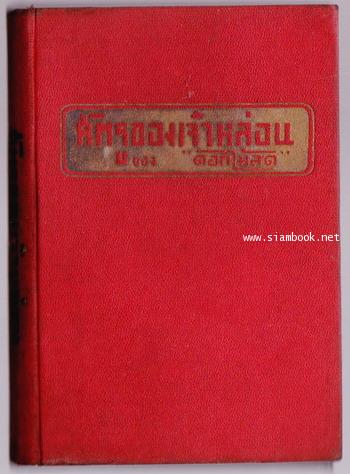 ศัตรูของเจ้าหล่อน
ของ "ดอกไม้สด"
www.siambook.net